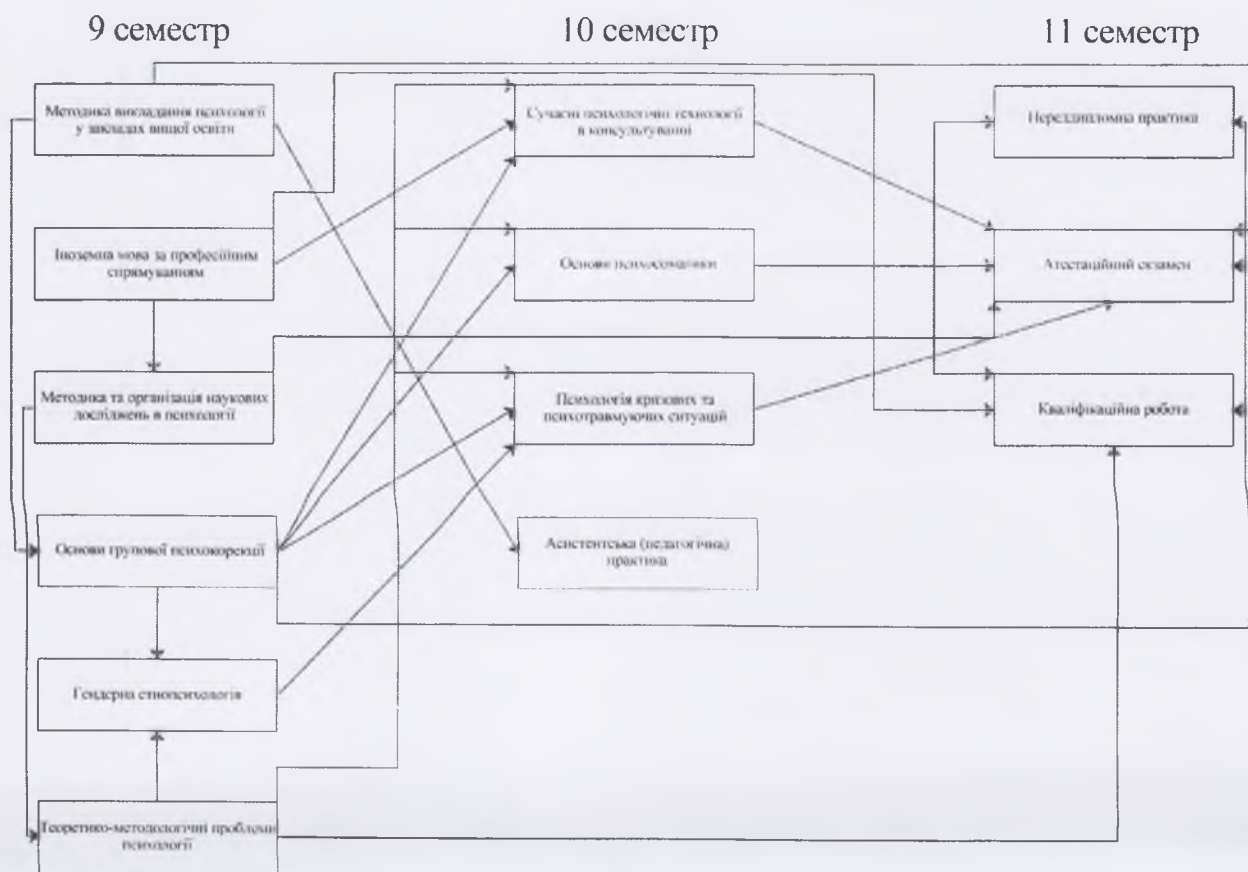 9 семестр
10 семестр
11 семестр
Методика викладання психології
у закладах вищої освіти
Іноземна мова за професійним
спрямуванням
Методика та організація наукових
досліджень в психології
Основи групової психокорекції
Гендерна етнопсихологія
Теоретико-методологічні проблеми
психології
Сучасні психологічні технології
в консультуванні
Основи психосоматики
Психологія кризових та
психотравмуючих ситуацій
Асистентська (педагогічна)
практика
Переддипломна практика
Атестаційний екзамен
Кваліфікаційна робота